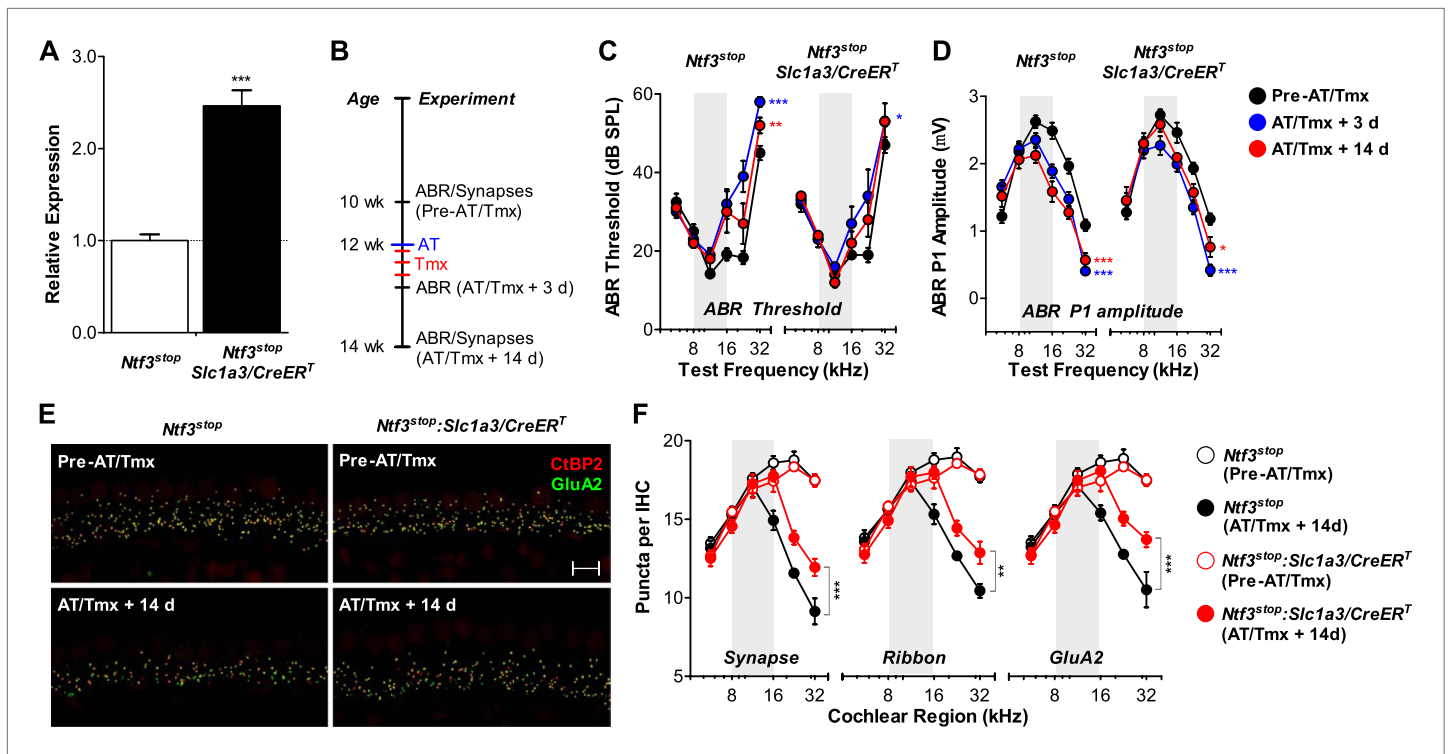 A
3.0
2.0
1.0
0.0
Relative Expression
***
Ntf3stop
Ntf3stop
Slc1a3/CreERT
B
Age
Experiment
10 wk
ABR/Synapses
(Pre-AT/Tmx)
12 wk
AT
Tmx
ABR (AT/Tmx + 3 d)
14 wk
ABR/Synapses
(AT/Tmx + 14 d)
C
Ntf3stop
Ntf3stop
Slc1a3/CreERT
60
40
20
0
ABR Threshold (dB SPL)
***
**
*
ABR Threshold
8 16 32 8 16 32
Test Frequency (kHz)
D
Ntf3stop
Ntf3stop
Slc1a3/CreERT
3
2
1
0
ABR P1 Amplitude (mV)
***
***
*
***
ABR P1 amplitude
8 16 32 8 16 32
Test Frequency (kHz)
Pre-AT/Tmx
AT/Tmx + 3 d
AT/Tmx + 14 d
E
Ntf3stop
Ntf3stop:Slc1a3/CreERT
Pre-AT/Tmx
Pre-AT/Tmx
CtBP2
GluA2
AT/Tmx + 14 d
AT/Tmx + 14 d
F
20
15
10
5
Puncta per IHC
***
**
***
Synapse
Ribbon
GluA2
8 16 32 8 16 32 8 16 32
Cochlear Region (kHz)
Ntf3stop
(Pre-AT/Tmx)
Ntf3stop
(AT/Tmx + 14d)
Ntf3stop:Slc1a3/CreERT
(Pre-AT/Tmx)
Ntf3stop:Slc1a3/CreERT
(AT/Tmx + 14d)